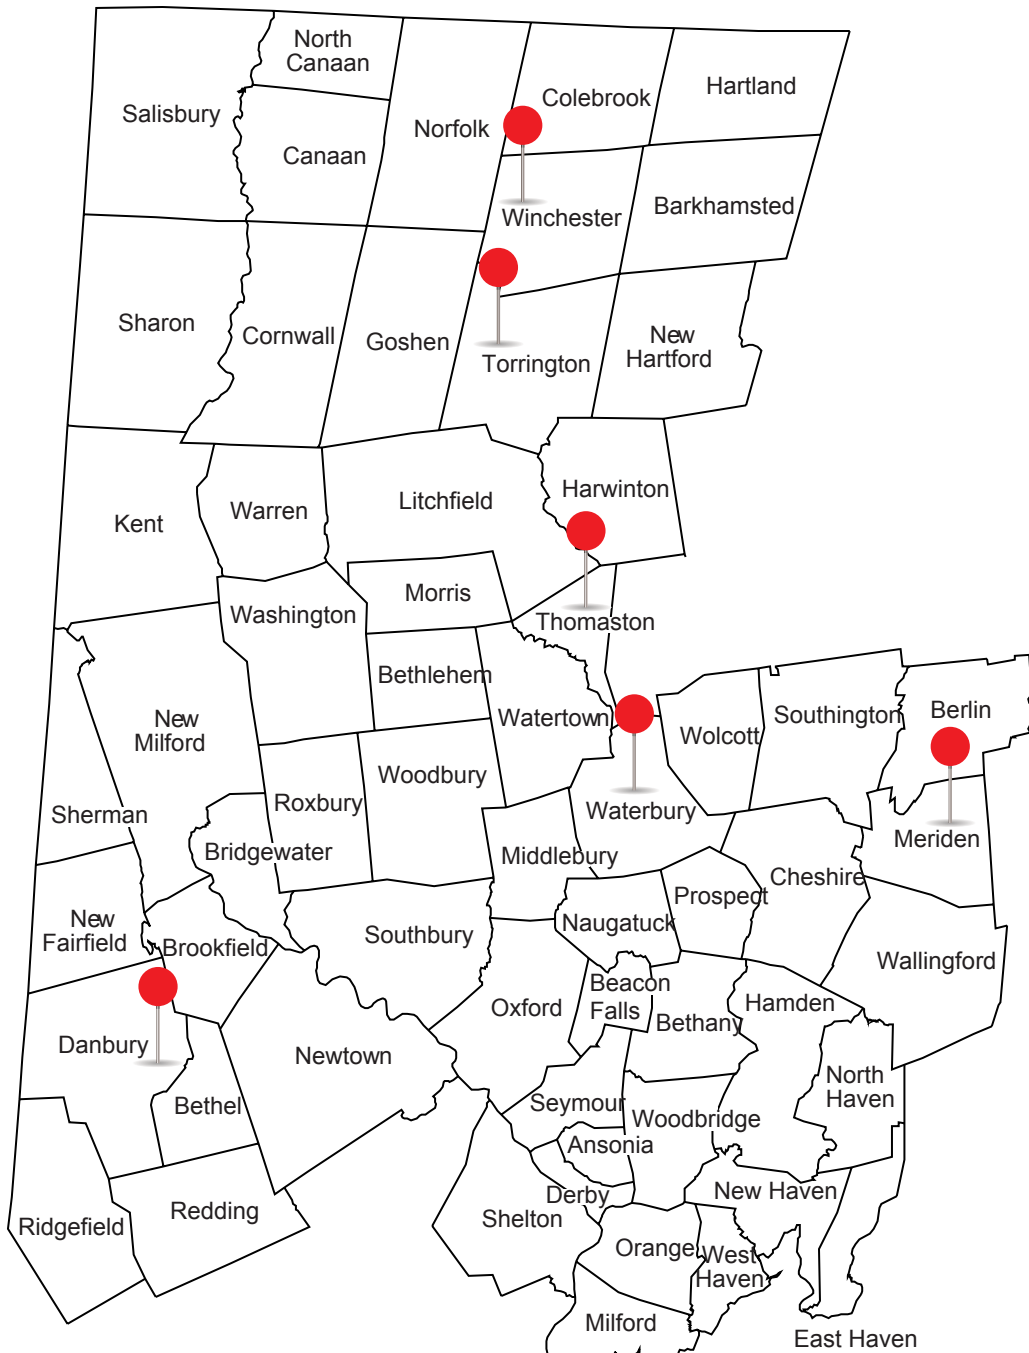 North
Canaan
Salisbury
Canaan
Norfolk
Colebrook
Hartland
Winchester
Barkhamsted
Sharon
Cornwall
Goshen
Torrington
New
Hartford
Kent
Warren
Litchfield
Harwinton
Washington
Morris
Thomaston
Bethlehem
New
Milford
Watertown
Wolcott
Southington
Berlin
Woodbury
Roxbury
Sherman
Bridgewater
Waterbury
Meriden
Middlebury
Cheshire
Prospect
New
Fairfield
Brookfield
Southbury
Naugatuck
Wallingford
Danbury
Newtown
Oxford
Beacon
Falls
Bethany
Hamden
Bethel
Seymour
Woodbridge
North
Haven
Ansonia
Derby
New Haven
Ridgefield
Redding
Shelton
Orange
West
Haven
Milford
East Haven